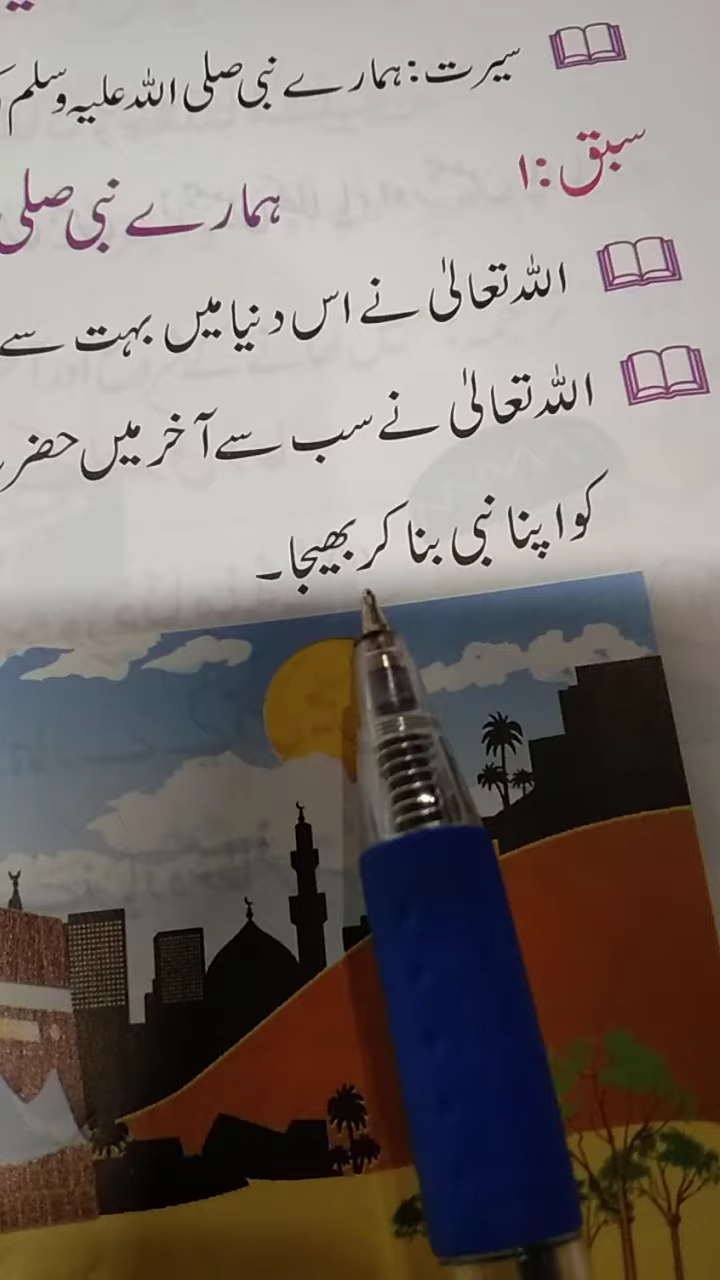 سیرت: ہمارے نبی صلی اللہ علیہ وسلم
سبق: ۱
ہمارے نبی صلی
اللہ تعالیٰ نے اس دنیا میں بہت سے
اللہ تعالیٰ نے سب سے آخر میں
کو اپنا نبی بنا کر بھیجا۔